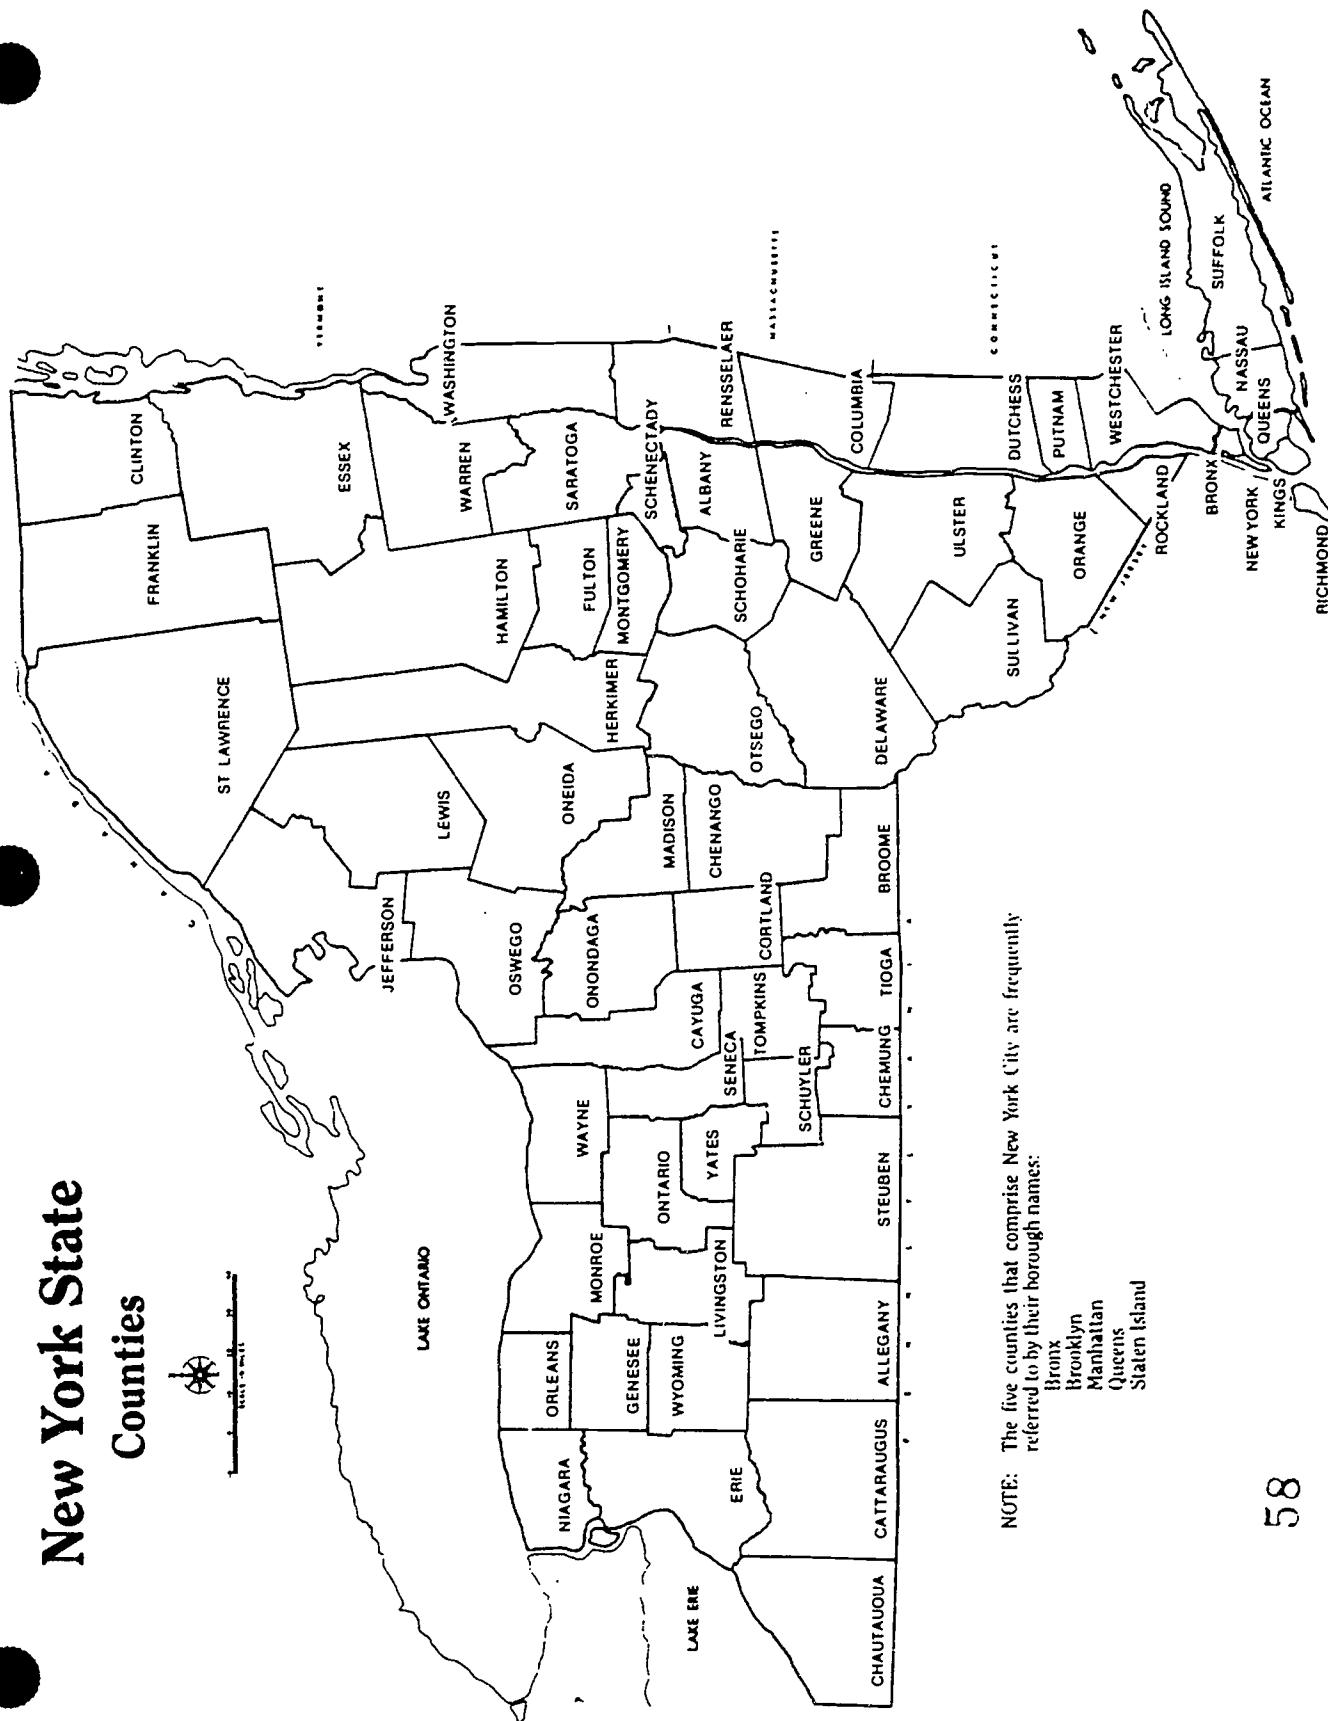 New York State
Counties
VERMONT
MASSACHUSETTS
CONNECTICUT
NEW JERSEY
LAKE ONTARIO
LAKE ERIE
LONG ISLAND SOUND
ATLANTIC OCEAN
CLINTON
FRANKLIN
ST LAWRENCE
ESSEX
JEFFERSON
LEWIS
HAMILTON
WARREN
WASHINGTON
HERKIMER
ONEIDA
OSWEGO
FULTON
SARATOGA
MONTGOMERY
SCHENECTADY
NIAGARA
ORLEANS
MONROE
WAYNE
CAYUGA
ONONDAGA
MADISON
OTSEGO
SCHOHARIE
ALBANY
RENSSELAER
ERIE
GENESEE
WYOMING
LIVINGSTON
ONTARIO
YATES
SENECA
TOMPKINS
CORTLAND
CHENANGO
SCHUYLER
GREENE
COLUMBIA
CHAUTAUQUA
CATTARAUGUS
ALLEGANY
STEUBEN
CHEMUNG
TIOGA
BROOME
DELAWARE
ULSTER
DUTCHESS
SULLIVAN
ORANGE
PUTNAM
ROCKLAND
WESTCHESTER
BRONX
NEW YORK
KINGS
QUEENS
RICHMOND
NASSAU
SUFFOLK
NOTE: The five counties that comprise New York City are frequently
referred to by their borough names:
Bronx
Brooklyn
Manhattan
Queens
Staten Island
58